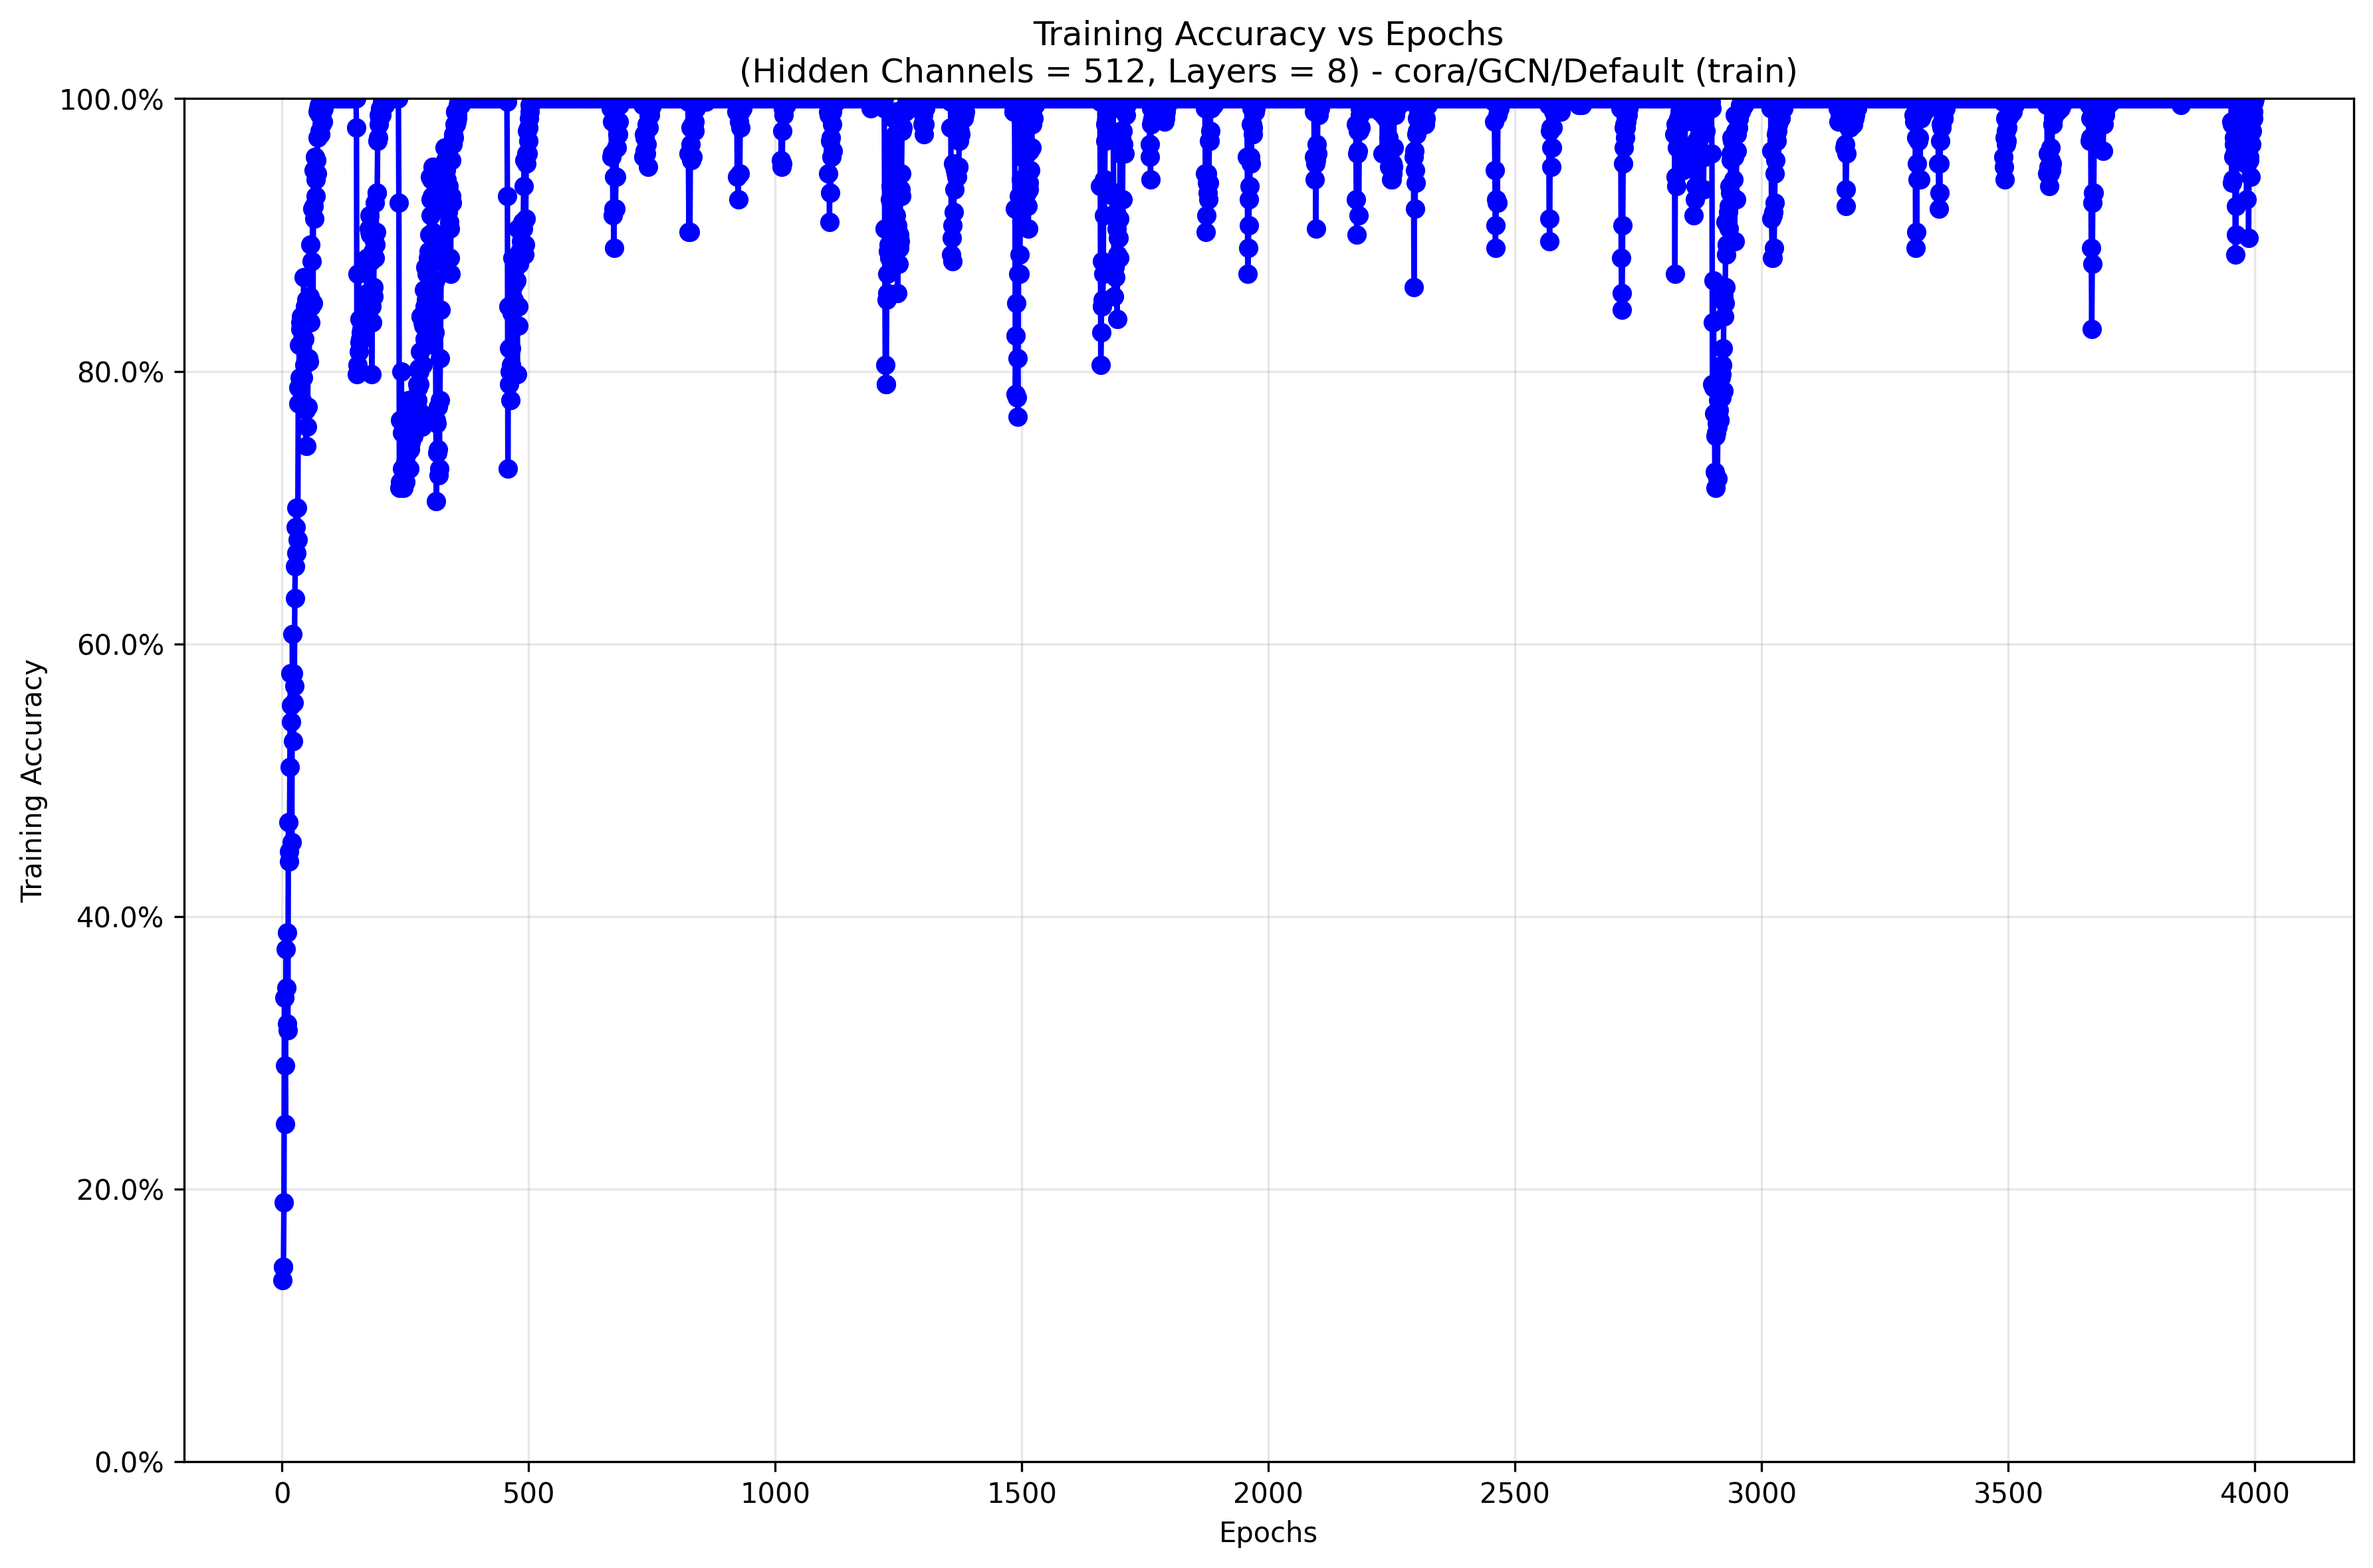 Training Accuracy vs Epochs
(Hidden Channels = 512, Layers = 8) - cora/GCN/Default (train)
100.0%
80.0%
60.0%
40.0%
20.0%
0.0%
Training Accuracy
0 500 1000 1500 2000 2500 3000 3500 4000
Epochs